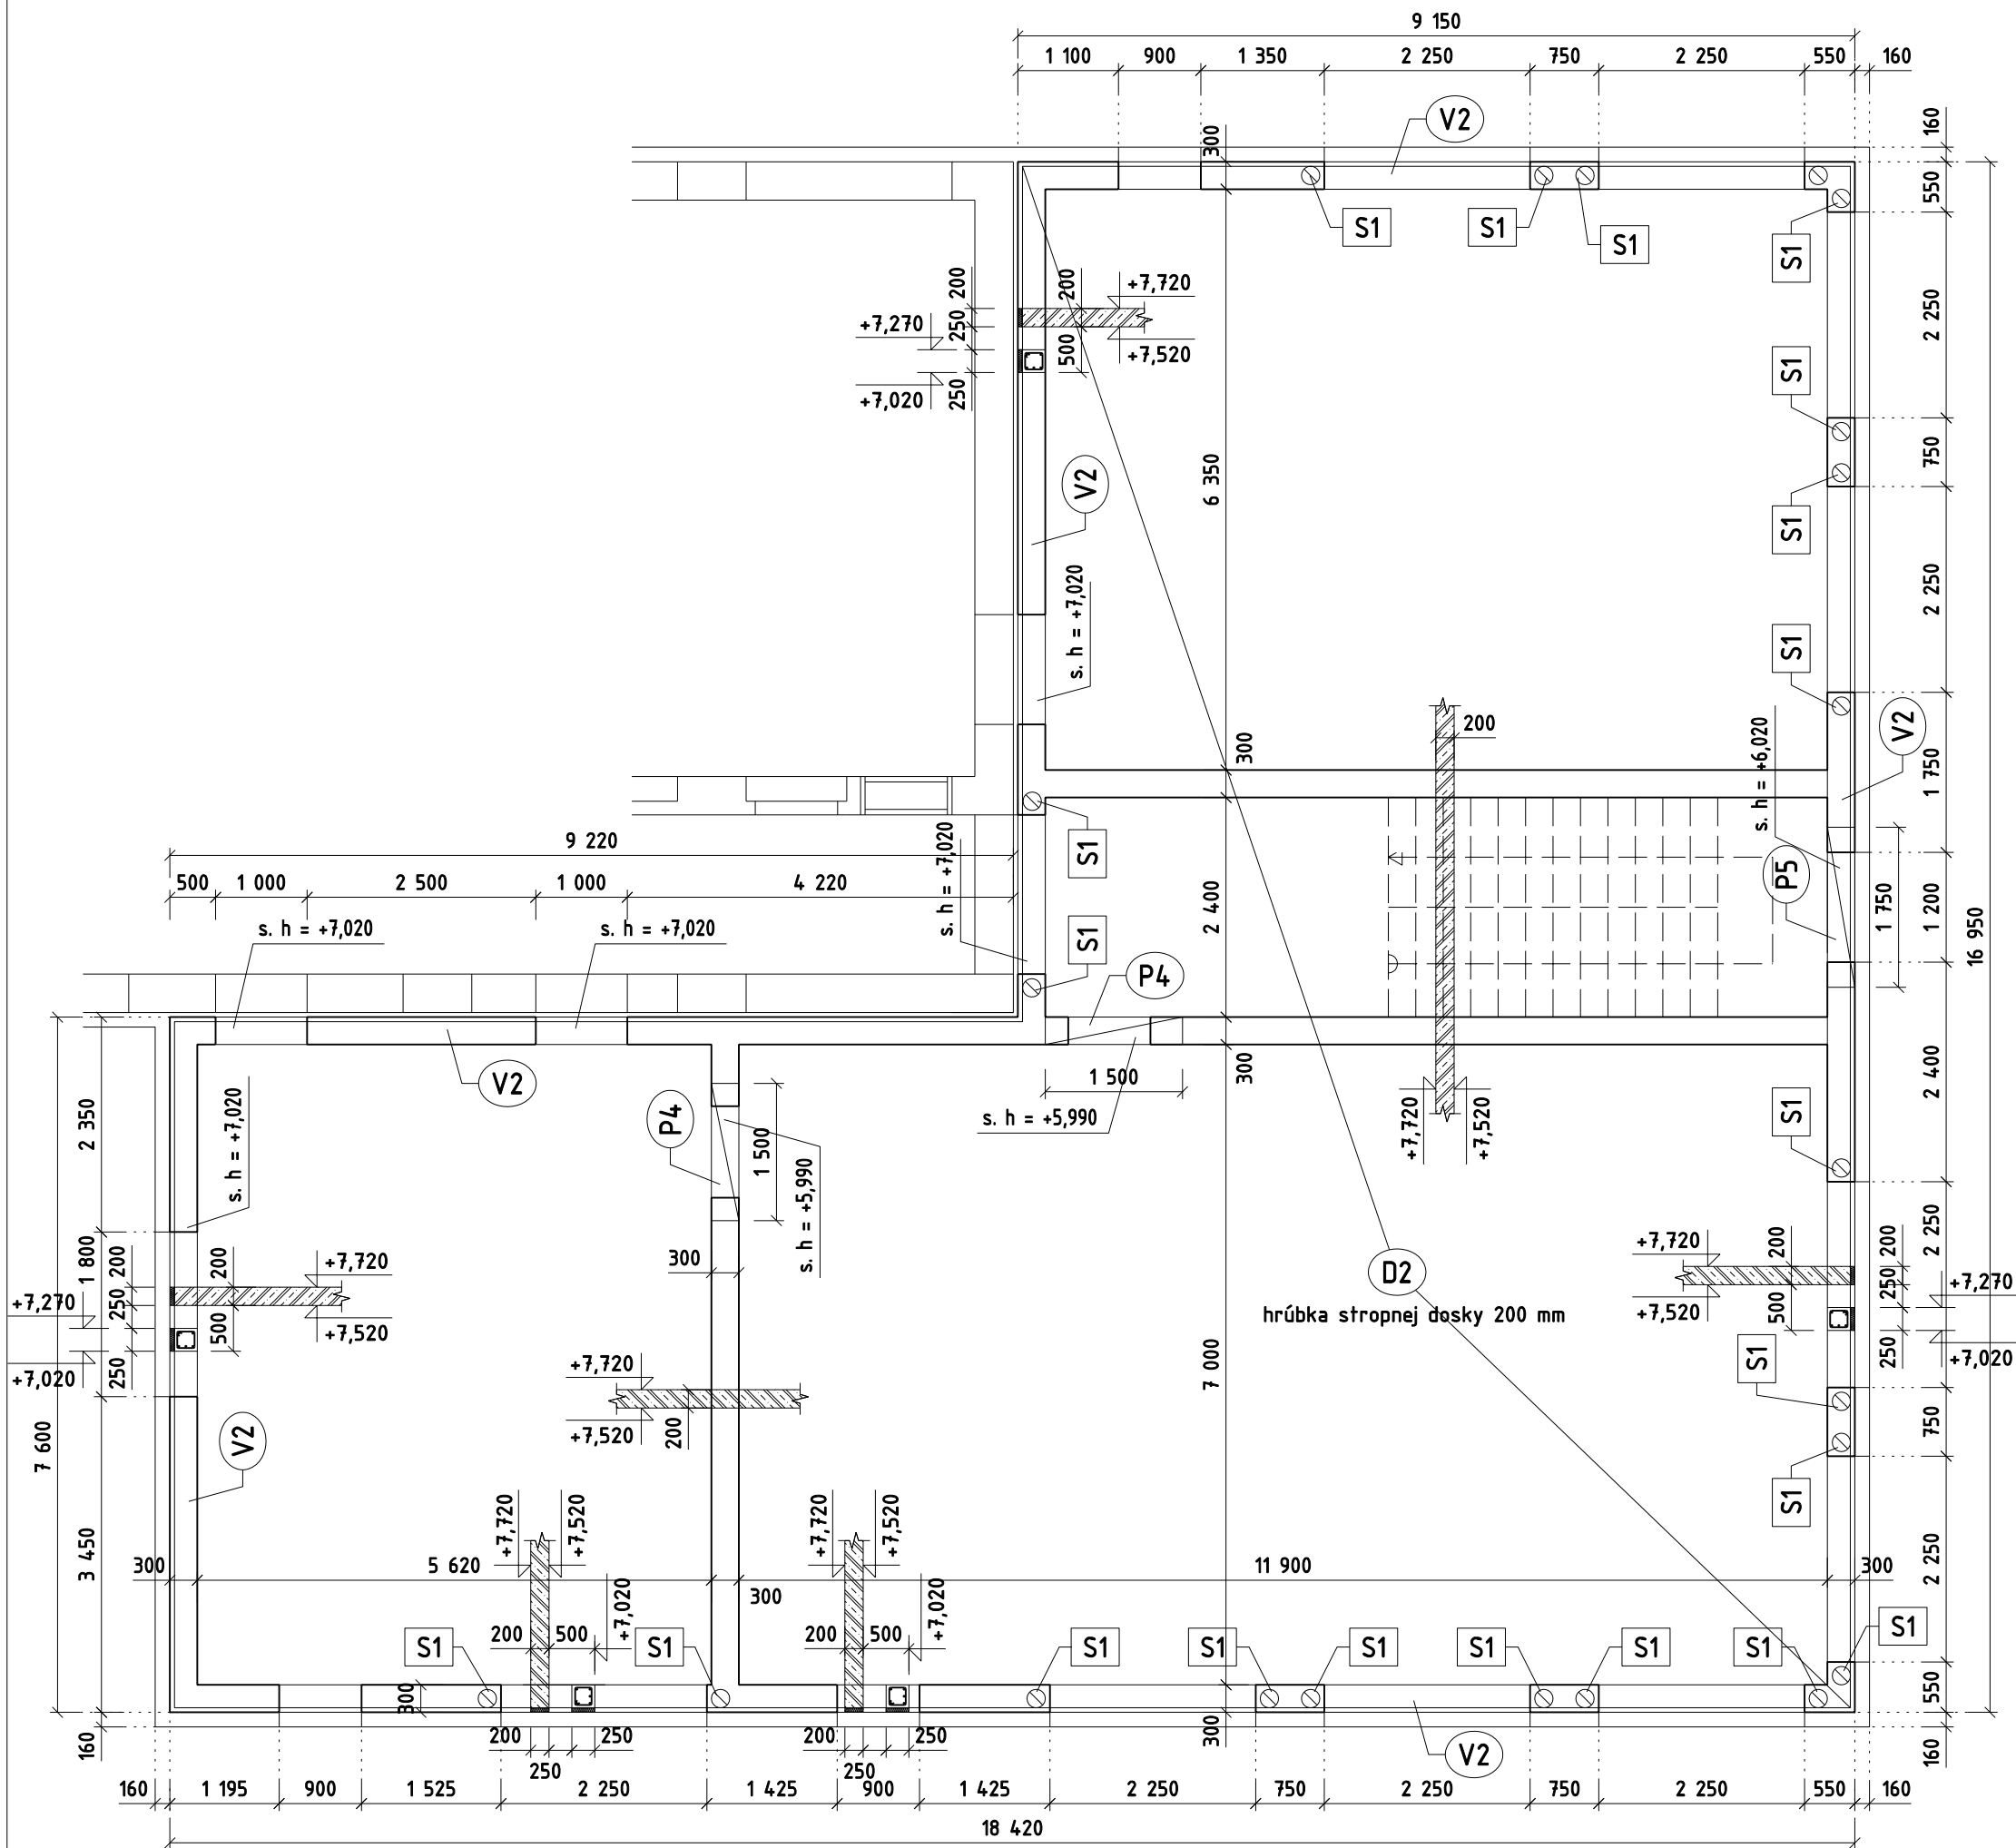 9 150
1 100 900 1 350 2 250 750 2 250 550 160
V2
300
160
S1 S1 S1 S1
550
200 200 +7,720
+7,270 250
500 +7,520
+7,020 250
2 250
S1
750
V2
6 350
S1
s. h = +7,020
2 250
S1
200
300
s. h = +6,020
V2
1 750
9 220
S1
s. h = +7,020
500 1 000 2 500 1 000 4 220
P5
2 400
1 750
1 200
16 950
s. h = +7,020 s. h = +7,020
S1
P4
V2
300
1 500
s. h = +5,990
2 350
s. h = +7,020
P4
1 500
s. h = +5,990
+7,720 +7,520
S1
2 400
300
1 800
200 200 +7,720
+7,270 250
500 +7,520
+7,020 250
D2
hrúbka stropnej dosky 200 mm
+7,720 200 200
2 250
+7,520 500 250 +7,270
250 +7,020
7 000
S1
+7,720
+7,520 200
7 600
V2
750
S1
3 450
+7,720 +7,520 +7,720 +7,520
300 5 620 300 11 900 300
2 250
+7,020 +7,020
S1 200 500 S1 200 500 S1 S1 S1 S1 S1 S1 S1
300
550
300
200 250 250 200 250 250
V2
160 160
160 1 195 900 1 525 2 250 1 425 900 1 425 2 250 750 2 250 750 2 250 550 160
18 420